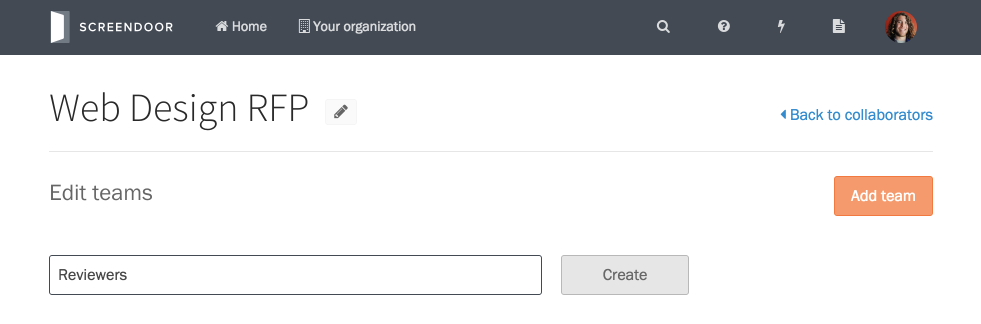 SCREENDOOR Home Your organization
Web Design RFP
Back to collaborators
Edit teams
Add team
Reviewers
Create